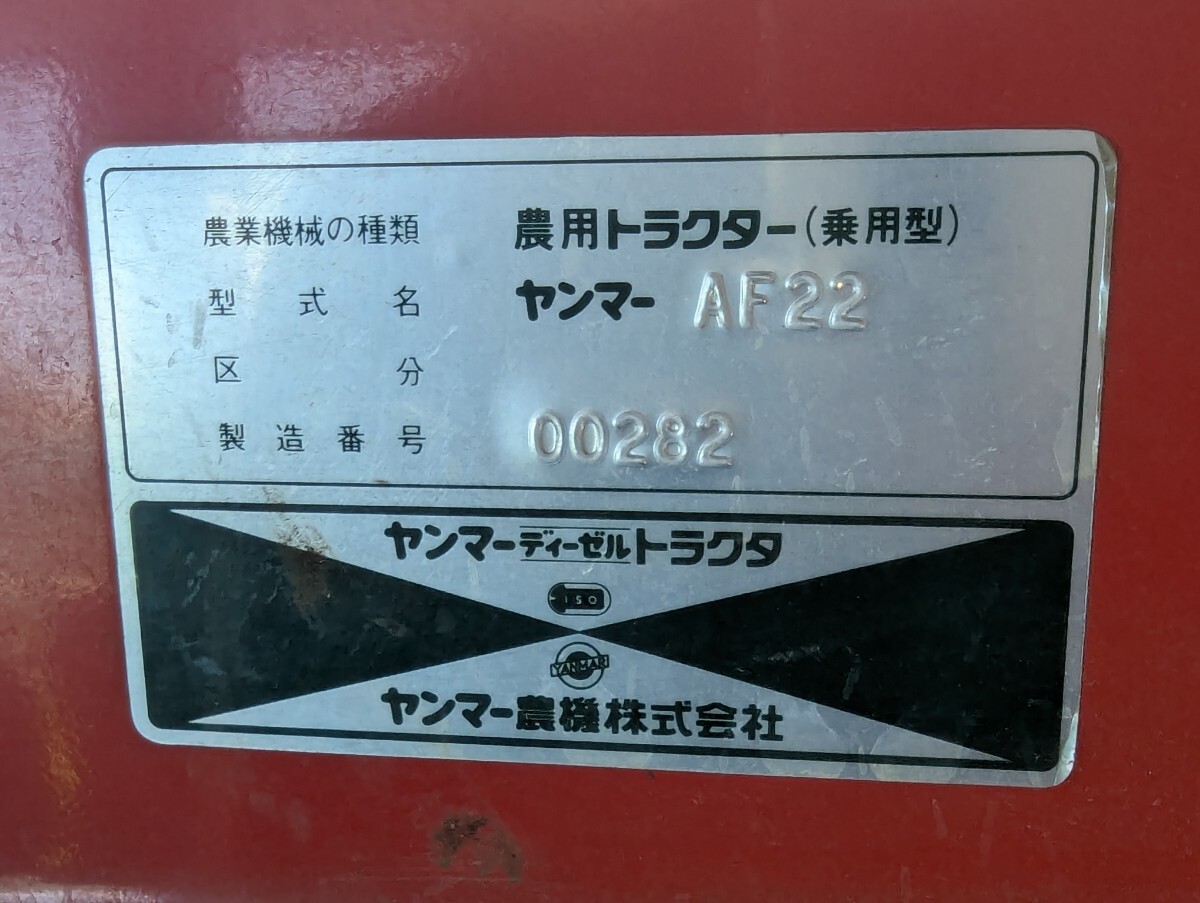 農業機械の種類 農用トラクター(乗用型)
型式名 ヤンマー AF22
区分
製造番号 00282
ヤンマーディーゼルトラクタ
ISO
YANMAR
ヤンマー農機株式会社